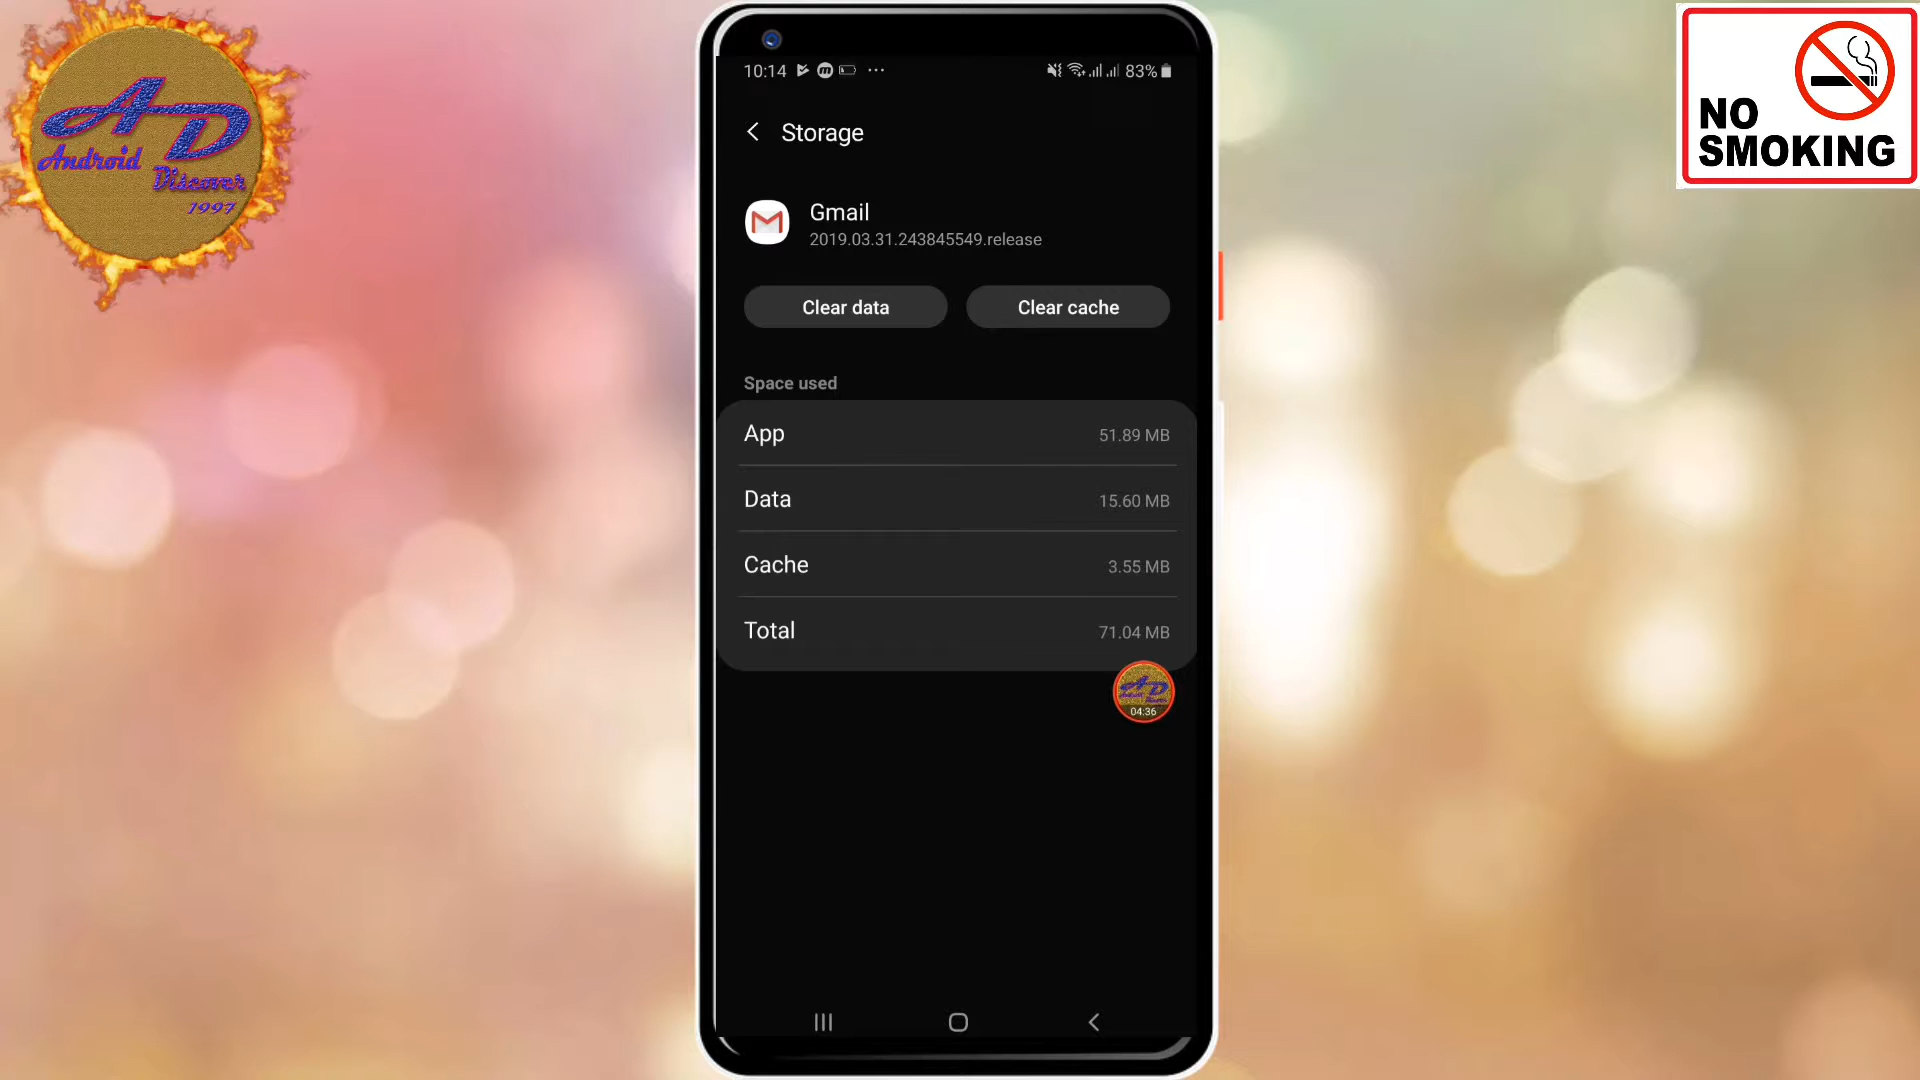 AD
Android
Discover
1997
NO
SMOKING
10:14
83%
Storage
Gmail
2019.03.31.243845549.release
Clear data
Clear cache
Space used
App
51.89 MB
Data
15.60 MB
Cache
3.55 MB
Total
71.04 MB
AD
04:36